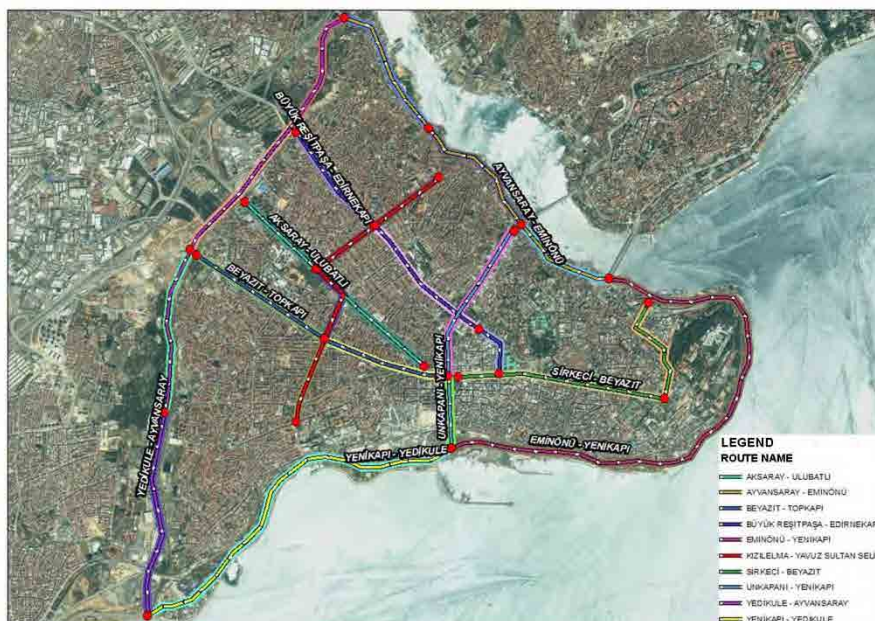 BÜYÜK REŞİTPAŞA - EDİRNEKAPI
AYVANSARAY - EMİNÖNÜ
AKSARAY - ULUBATLI
BEYAZIT - TOPKAPI
UNKAPANI - YENİKAPI
SİRKECİ - BEYAZIT
YEDİKULE - AYVANSARAY
YENİKAPI - YEDİKULE
EMİNÖNÜ - YENİKAPI
LEGEND
ROUTE NAME
AKSARAY - ULUBATLI
AYVANSARAY - EMİNÖNÜ
BEYAZIT - TOPKAPI
BÜYÜK REŞİTPAŞA - EDİRNEKAP
EMİNÖNÜ - YENİKAPI
KIZILELMA - YAVUZ SULTAN SEL
SİRKECİ - BEYAZIT
UNKAPANI - YENİKAPI
YEDİKULE - AYVANSARAY
YENİKAPI - YEDİKULE